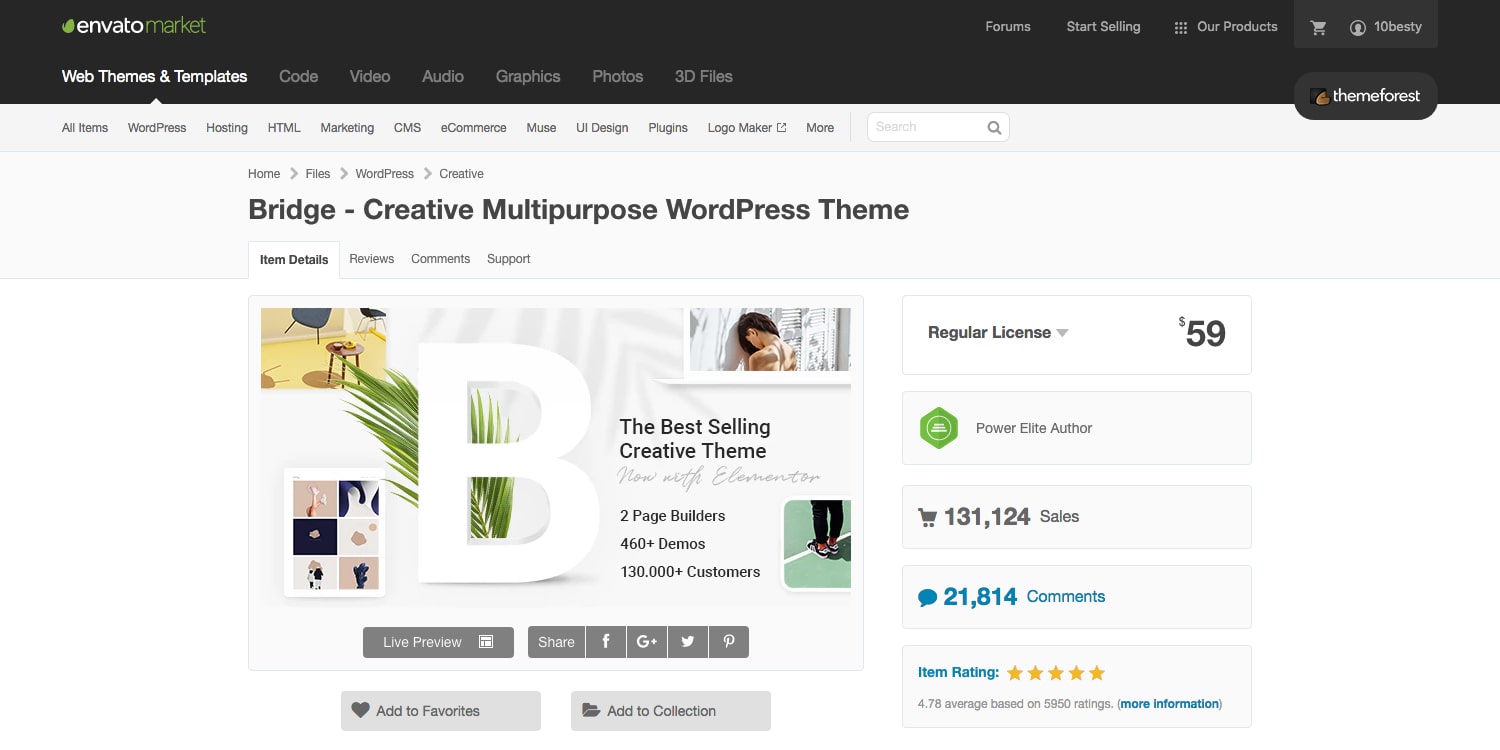 envato market
Forums Start Selling Our Products 10besty
Web Themes & Templates Code Video Audio Graphics Photos 3D Files
themeforest
All Items WordPress Hosting HTML Marketing CMS eCommerce Muse UI Design Plugins Logo Maker More Search
Home Files WordPress Creative
Bridge - Creative Multipurpose WordPress Theme
Item Details Reviews Comments Support
The Best Selling
Creative Theme
Now with Elementor
2 Page Builders
460+ Demos
130.000+ Customers
B
Live Preview Share f G+
Add to Favorites Add to Collection
Regular License $59
Power Elite Author
131,124 Sales
21,814 Comments
Item Rating:
4.78 average based on 5950 ratings. (more information)